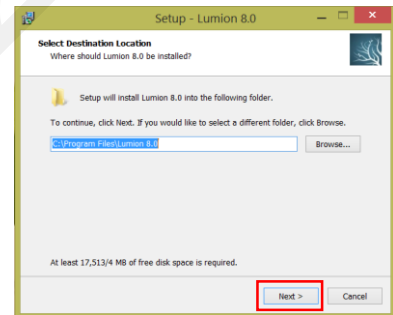 Setup - Lumion 8.0
Select Destination Location
Where should Lumion 8.0 be installed?
Setup will install Lumion 8.0 into the following folder.
To continue, click Next. If you would like to select a different folder, click Browse.
C:\Program Files\Lumion 8.0
Browse...
At least 17,513/4 MB of free disk space is required.
Next >
Cancel